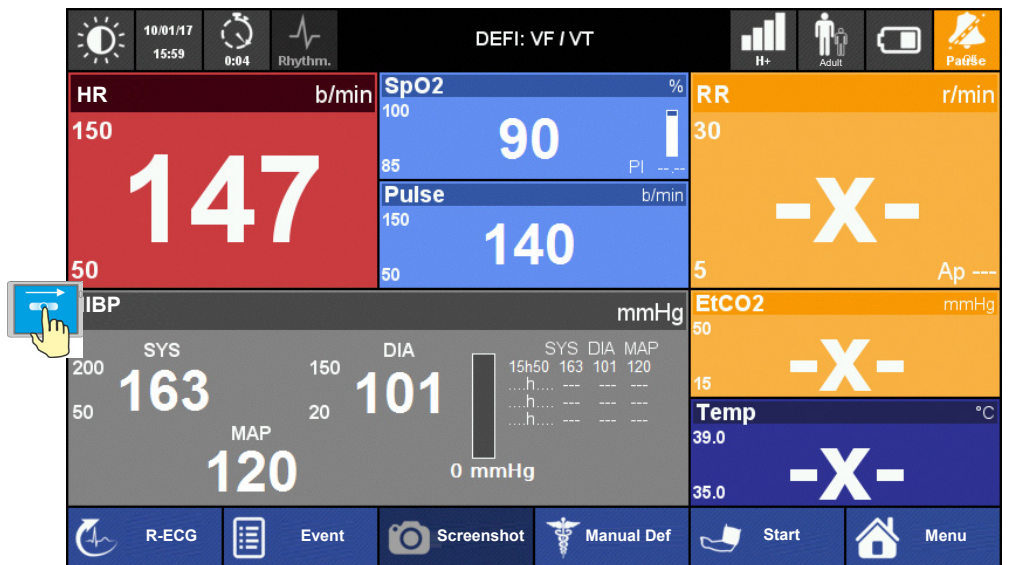 10/01/17
15:59
0:04
Rhythm.
DEFI: VF / VT
H+
Adult
HR b/min
150
147
50
SpO2 %
100
90
85
PI --.--
Pulse b/min
150
140
50
RR r/min
30
-X-
5
Ap ---
IBP mmHg
SYS
200
163
50
DIA
150
101
20
MAP
120
SYS DIA MAP
15h50 163 101 120
....h.... --- --- ---
....h.... --- --- ---
....h.... --- --- ---
0 mmHg
EtCO2 mmHg
50
-X-
15
Temp °C
39.0
-X-
35.0
R-ECG
Event
Screenshot
Manual Def
Start
Menu